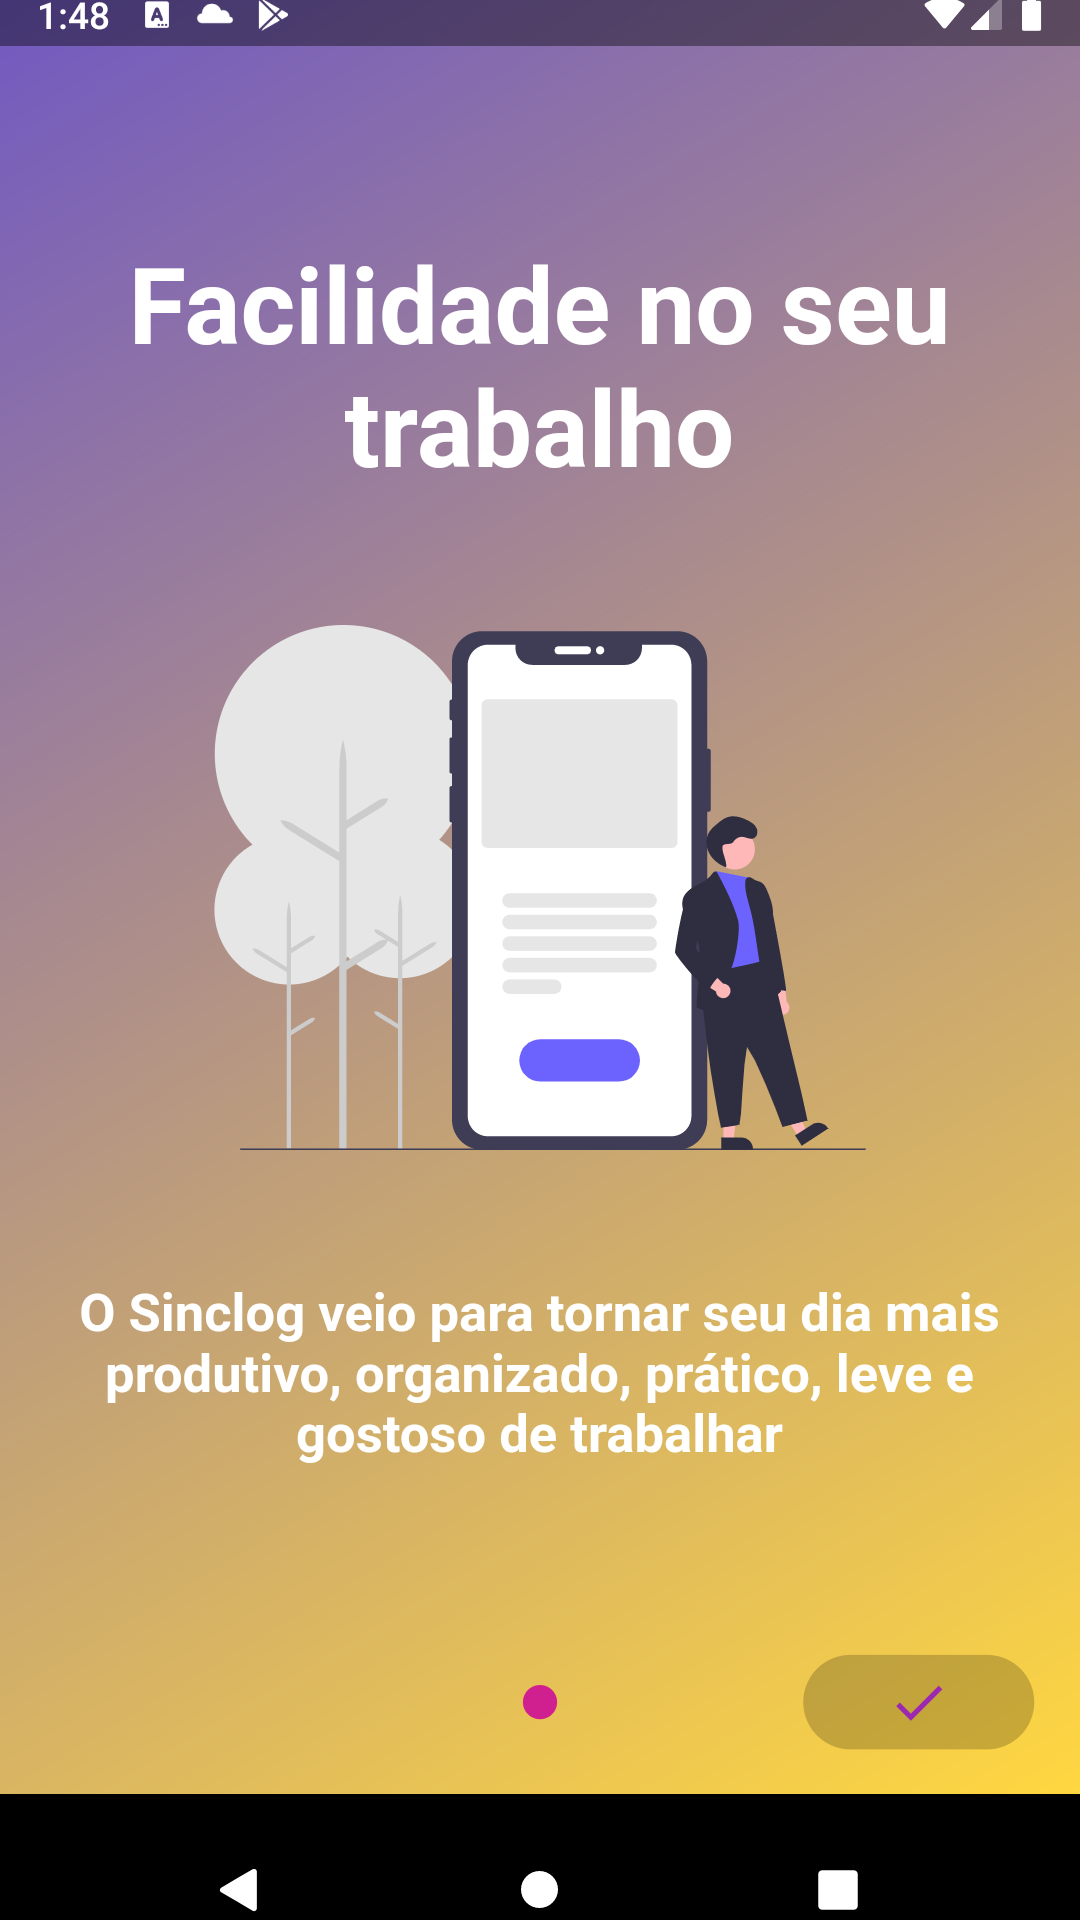 1:48
Facilidade no seu
trabalho
O Sinclog veio para tornar seu dia mais
produtivo, organizado, prático, leve e
gostoso de trabalhar